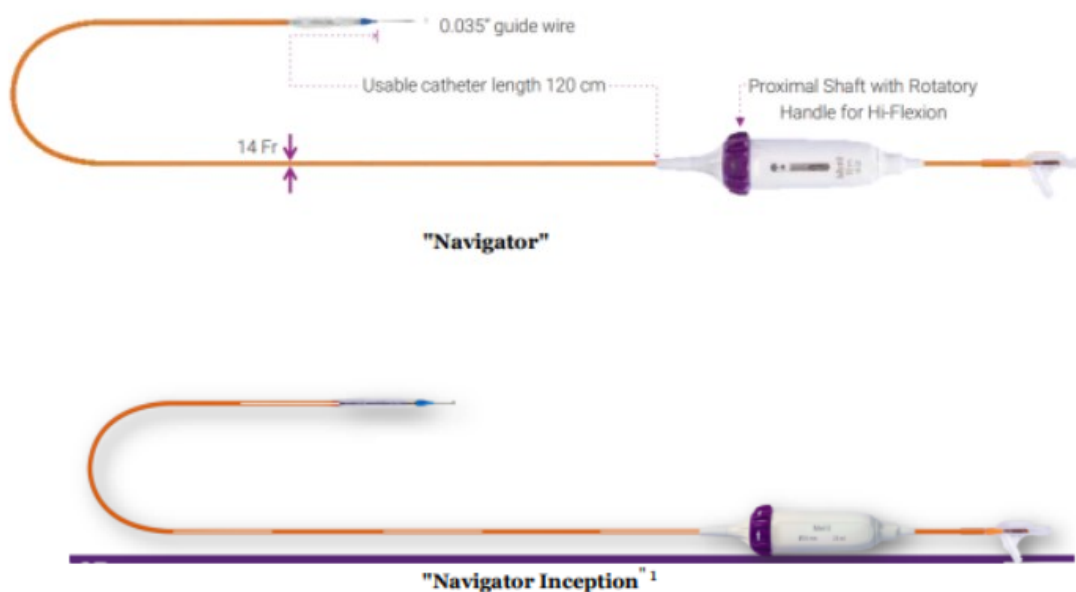 0.035" guide wire
Usable catheter length 120 cm
Proximal Shaft with Rotatory
Handle for Hi-Flexion
14 Fr
"Navigator"
"Navigator Inception" 1